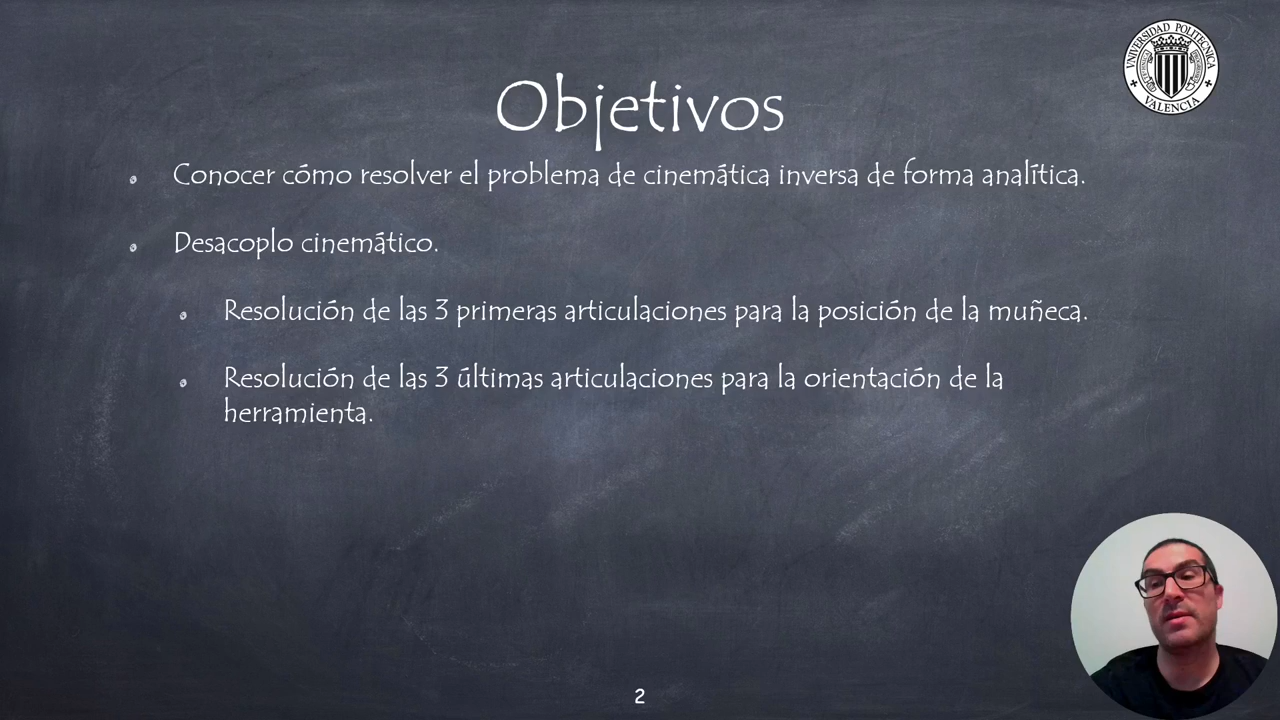 UNIVERSIDAD POLITECNICA
VALENCIA
Objetivos
Conocer cómo resolver el problema de cinemática inversa de forma analítica.
Desacoplo cinemático.
Resolución de las 3 primeras articulaciones para la posición de la muñeca.
Resolución de las 3 últimas articulaciones para la orientación de la
herramienta.
2